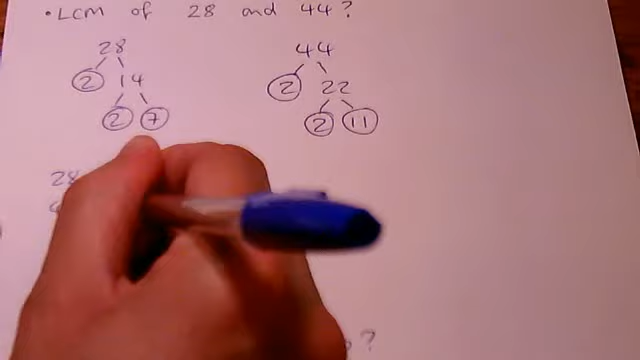 • LCM of 28 and 44?
28 44
2 14 2 22
2 7 2 11
28
?